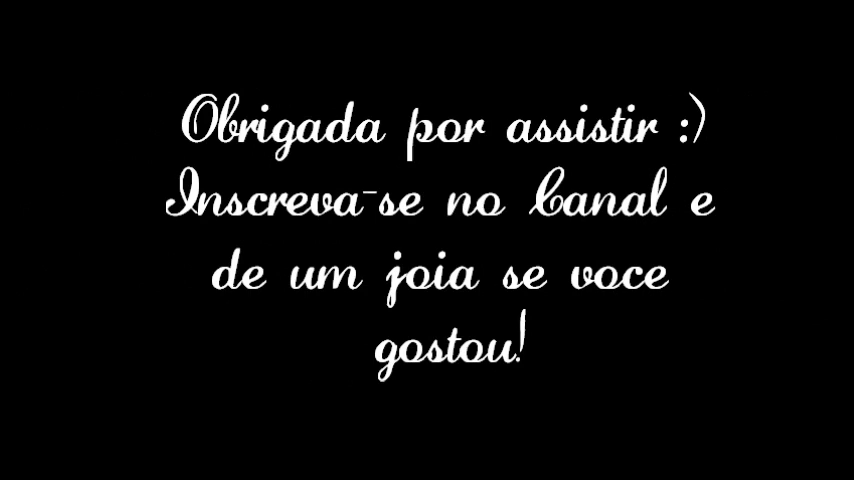 Obrigada por assistir :)
Inscreva-se no Canal e
de um joia se voce
gostou!